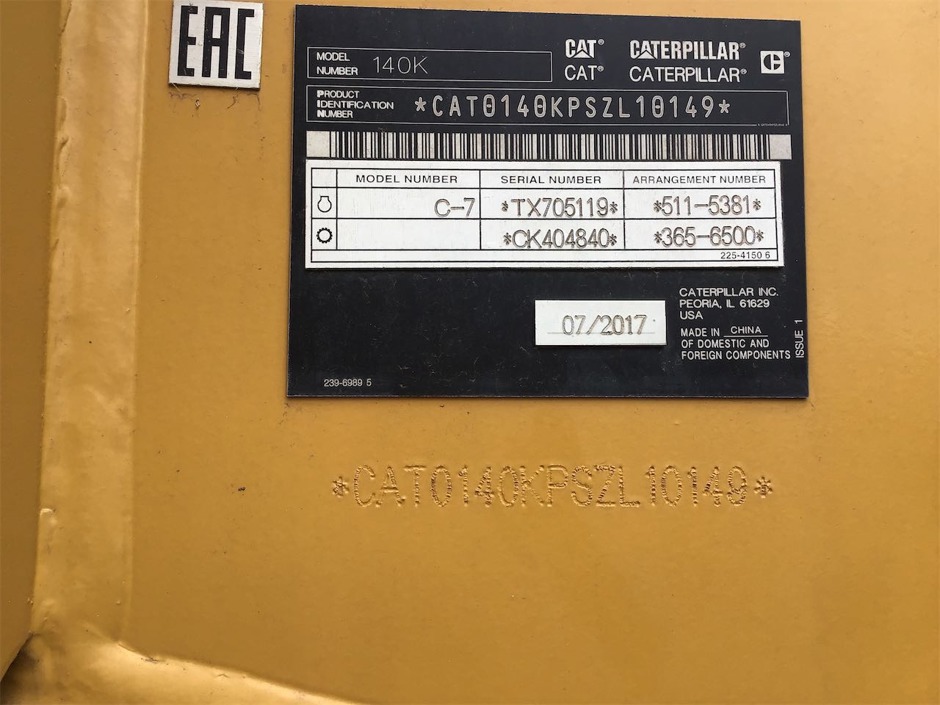 EAC
MODEL NUMBER 140K
CAT® CATERPILLAR® C®
CAT® CATERPILLAR®
PRODUCT IDENTIFICATION NUMBER *CAT0140KPSZL10149*
MODEL NUMBER SERIAL NUMBER ARRANGEMENT NUMBER
C-7 *TX705119* *511-5381*
*CK404840* *365-6500*
225-4150 6
CATERPILLAR INC.
PEORIA, IL 61629
USA
07/2017
MADE IN CHINA
OF DOMESTIC AND
FOREIGN COMPONENTS
ISSUE 1
239-6989 5
*CAT0140KPSZL10149*